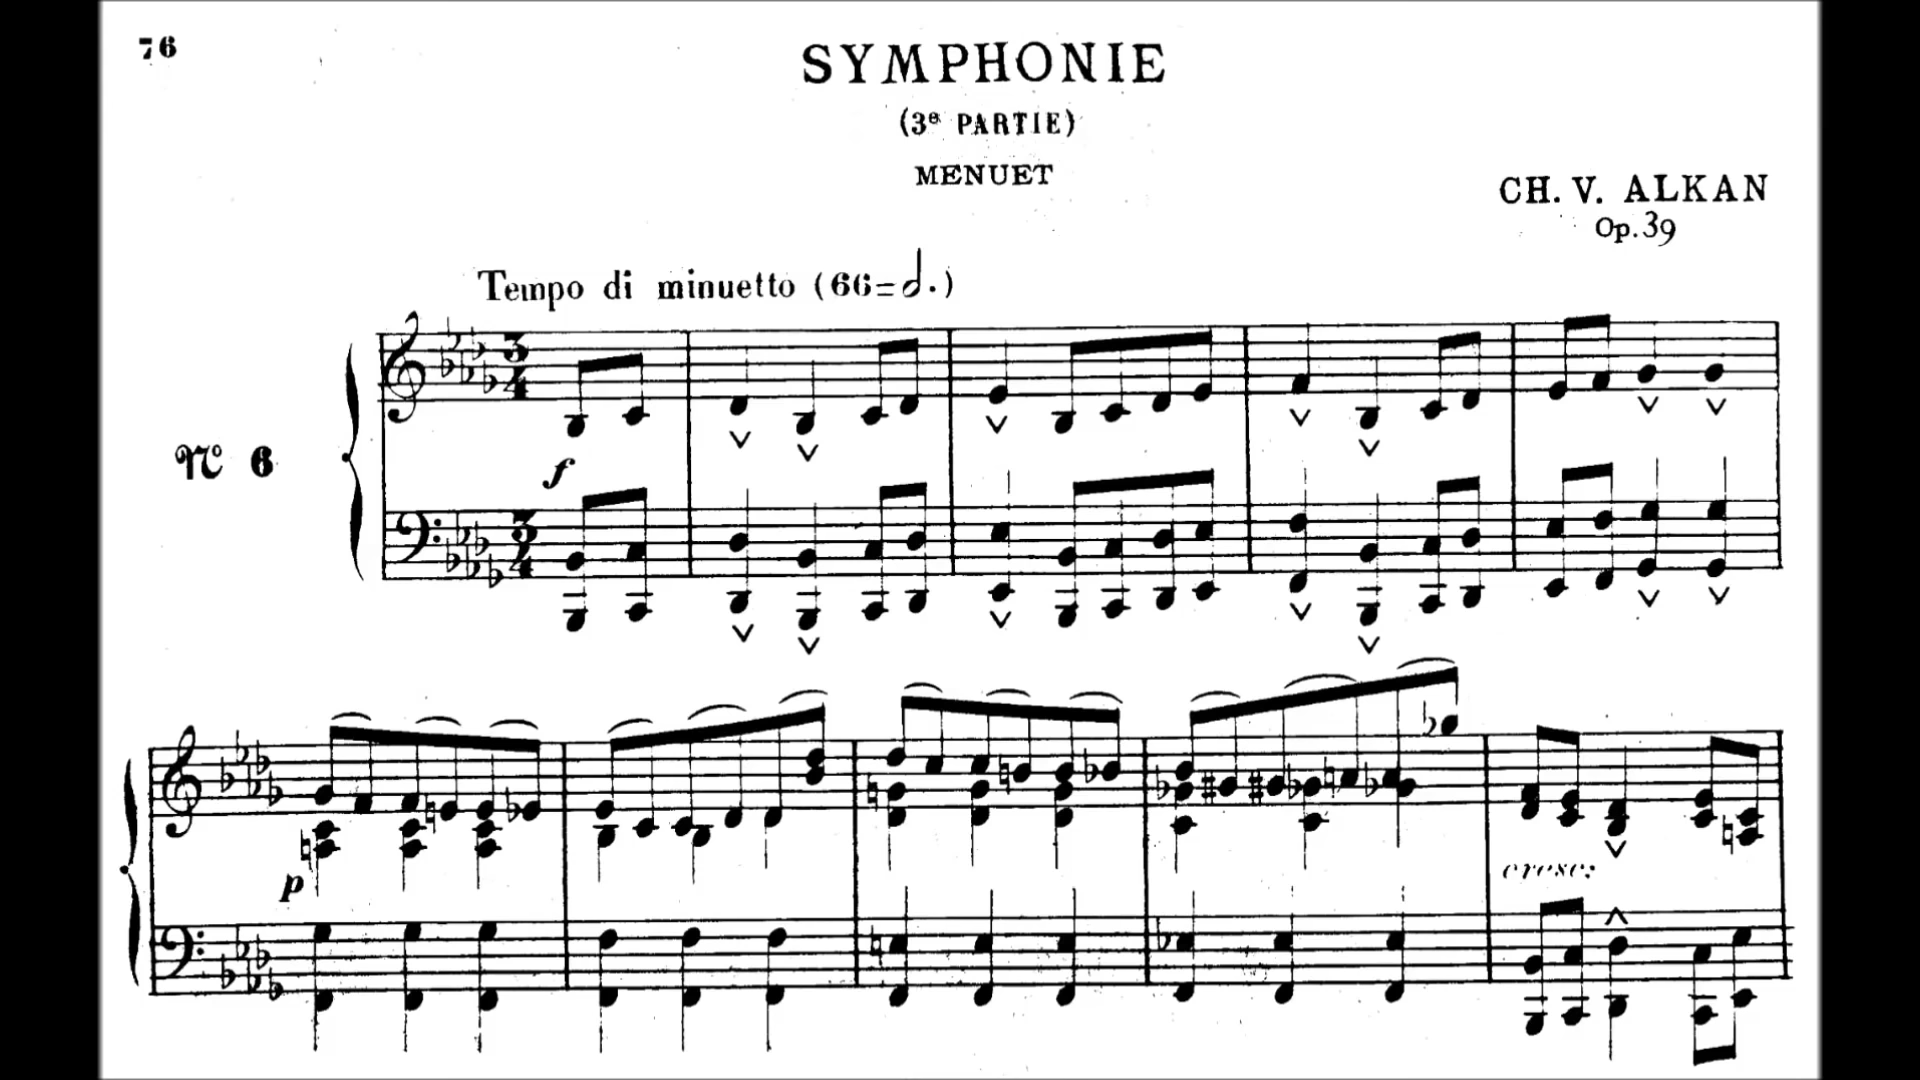 76
SYMPHONIE
(3e PARTIE)
MENUET
CH. V. ALKAN
Op. 39
Tempo di minuetto (66=𝅗𝅥.)
No 6
f
p
cresc: